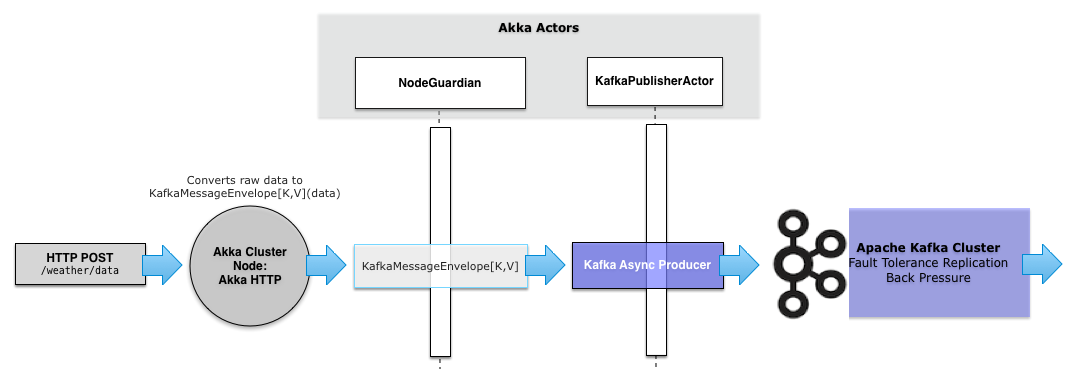 Akka Actors
NodeGuardian
KafkaPublisherActor
Converts raw data to
KafkaMessageEnvelope[K,V](data)
HTTP POST
/weather/data
Akka Cluster
Node:
Akka HTTP
KafkaMessageEnvelope[K,V]
Kafka Async Producer
Apache Kafka Cluster
Fault Tolerance Replication
Back Pressure